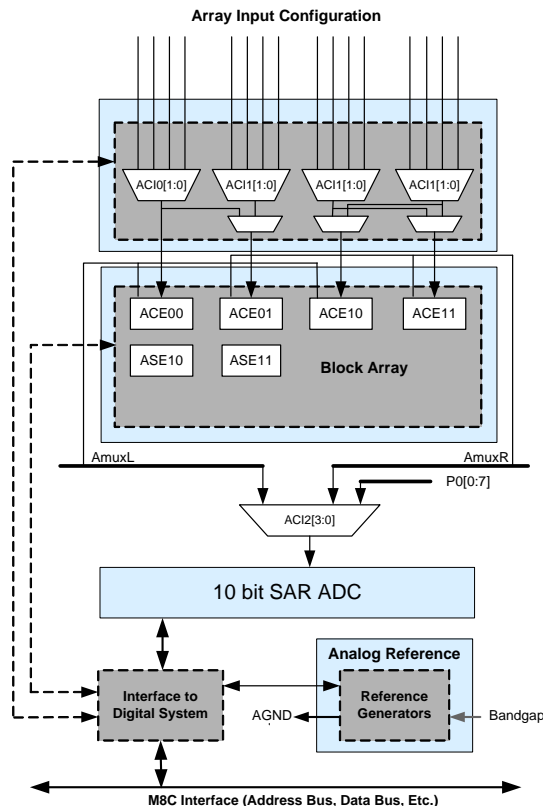 Array Input Configuration
ACI0[1:0] ACI1[1:0] ACI1[1:0] ACI1[1:0]
ACE00 ACE01 ACE10 ACE11
ASE10 ASE11
Block Array
AmuxL AmuxR
P0[0:7]
ACI2[3:0]
10 bit SAR ADC
Analog Reference
Interface to
Digital System
AGND
Reference
Generators
Bandgap
M8C Interface (Address Bus, Data Bus, Etc.)